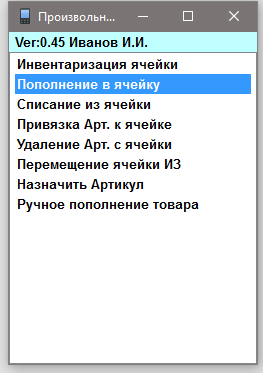 Произвольн...
Ver:0.45 Иванов И.И.
Инвентаризация ячейки
Пополнение в ячейку
Списание из ячейки
Привязка Арт. к ячейке
Удаление Арт. с ячейки
Перемещение ячейки ИЗ
Назначить Артикул
Ручное пополнение товара